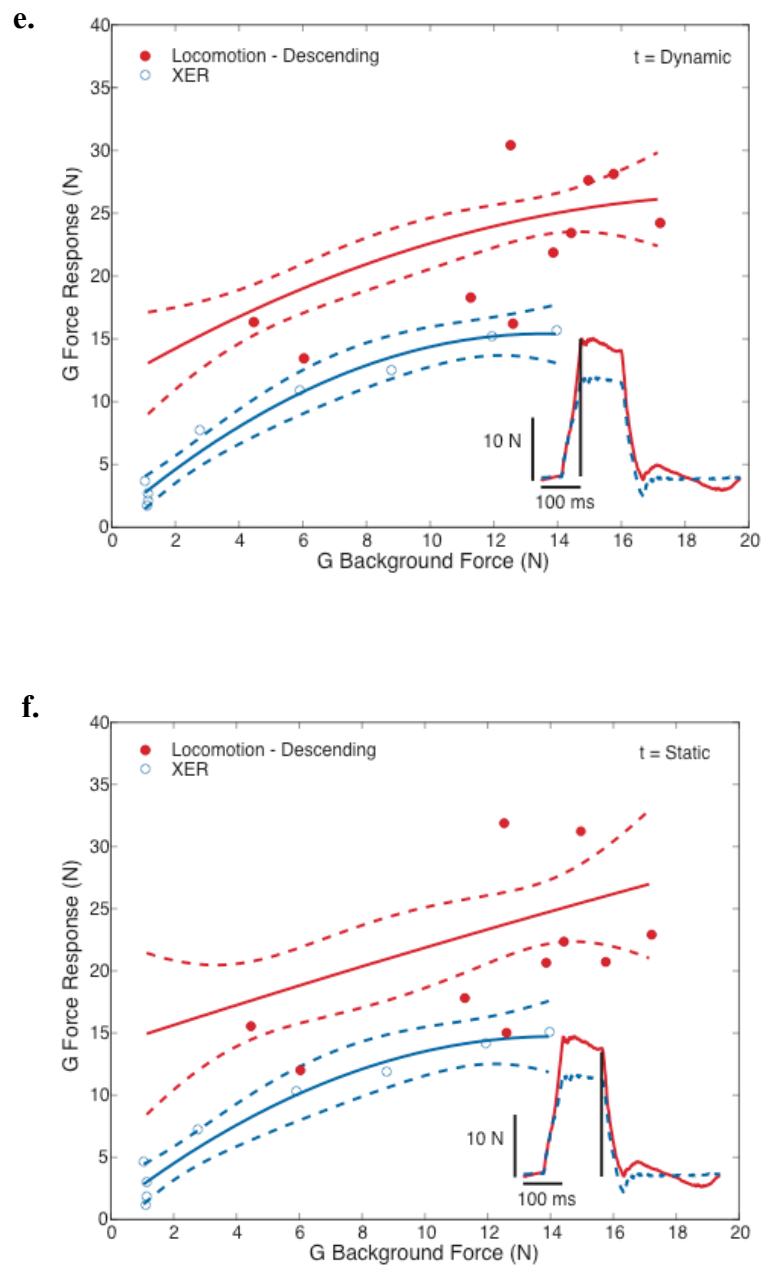 e.
40
Locomotion - Descending
t = Dynamic
XER
35
30
25
20
15
10
5
0
G Force Response (N)
10 N
100 ms
0 2 4 6 8 10 12 14 16 18 20
G Background Force (N)
f.
40
Locomotion - Descending
t = Static
XER
35
30
25
20
15
10
5
0
G Force Response (N)
10 N
100 ms
0 2 4 6 8 10 12 14 16 18 20
G Background Force (N)